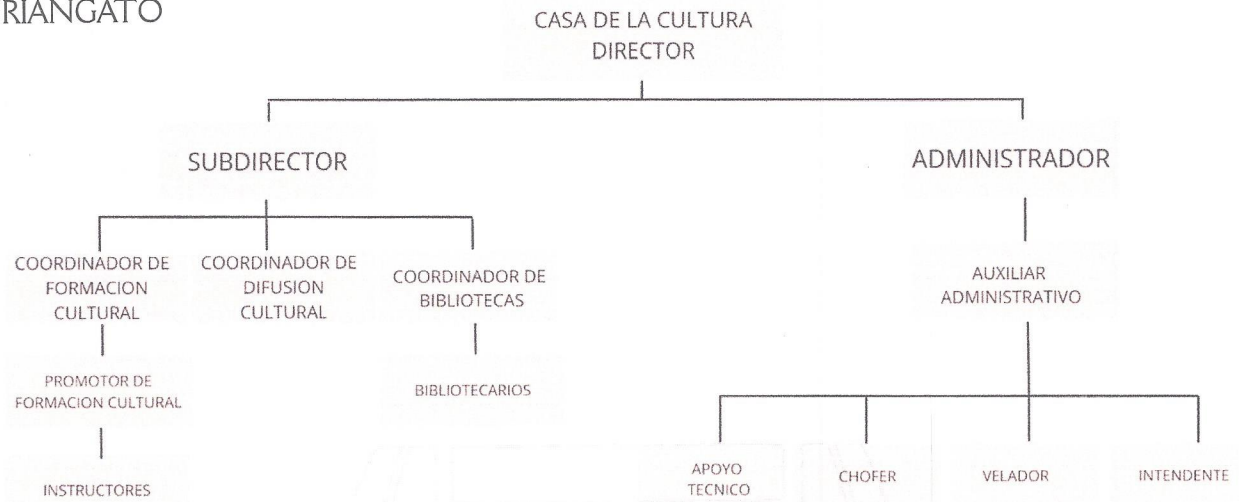 RIANGATO
CASA DE LA CULTURA
DIRECTOR
SUBDIRECTOR
ADMINISTRADOR
COORDINADOR DE
FORMACION
CULTURAL
COORDINADOR DE
DIFUSION
CULTURAL
COORDINADOR DE
BIBLIOTECAS
AUXILIAR
ADMINISTRATIVO
PROMOTOR DE
FORMACION CULTURAL
BIBLIOTECARIOS
INSTRUCTORES
APOYO
TECNICO
CHOFER
VELADOR
INTENDENTE